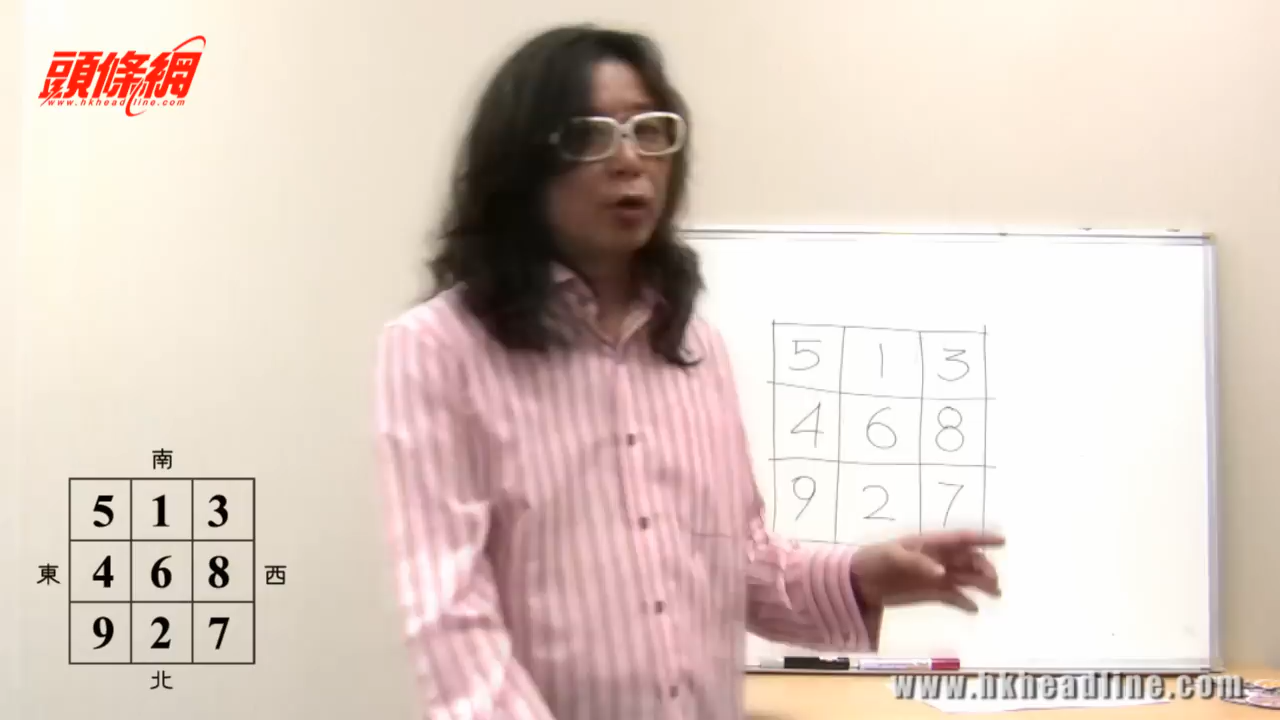 頭條網
www.hkheadline.com
5 1 3
4 6 8
9 2 7
南
5 1 3
東 4 6 8 西
9 2 7
北
www.hkheadline.com